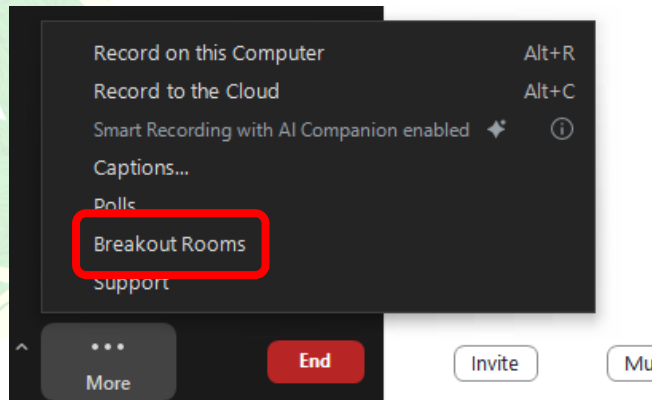 Record on this Computer Alt+R
Record to the Cloud Alt+C
Smart Recording with AI Companion enabled
Captions...
Polls
Breakout Rooms
Support
More
End
Invite
Mu